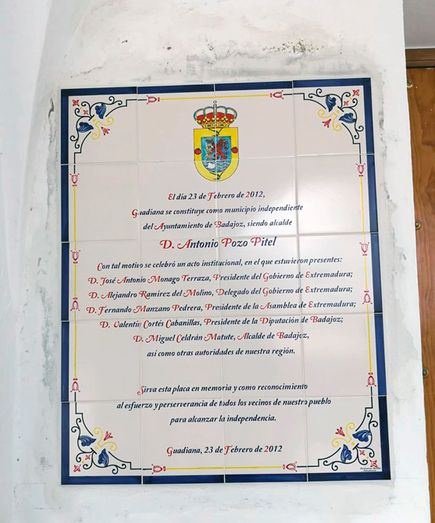 El día 23 de Febrero de 2012,
Guadiana se constituye como municipio independiente
del Ayuntamiento de Badajoz, siendo alcalde
D. Antonio Pozo Pitel
Con tal motivo se celebró un acto institucional, en el que estuvieron presentes:
D. José Antonio Monago Terraza, Presidente del Gobierno de Extremadura;
D. Alejandro Ramírez del Molino, Delegado del Gobierno de Extremadura;
D. Fernando Manzano Pedrera, Presidente de la Asamblea de Extremadura;
D. Valentín Cortés Cabanillas, Presidente de la Diputación de Badajoz;
D. Miguel Celdrán Matute, Alcalde de Badajoz,
así como otras autoridades de nuestra región.
Sirva esta placa en memoria y como reconocimiento
al esfuerzo y perseverancia de todos los vecinos de nuestro pueblo
para alcanzar la independencia.
Guadiana, 23 de Febrero de 2012